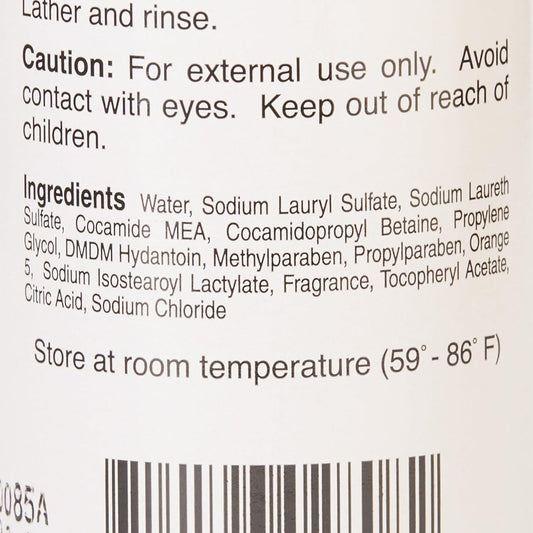 Lather and rinse.
Caution: For external use only. Avoid
contact with eyes. Keep out of reach of
children.
Ingredients Water, Sodium Lauryl Sulfate, Sodium Laureth
Sulfate, Cocamide MEA, Cocamidopropyl Betaine, Propylene
Glycol, DMDM Hydantoin, Methylparaben, Propylparaben, Orange
5, Sodium Isostearoyl Lactylate, Fragrance, Tocopheryl Acetate,
Citric Acid, Sodium Chloride
Store at room temperature (59° - 86° F)
085A